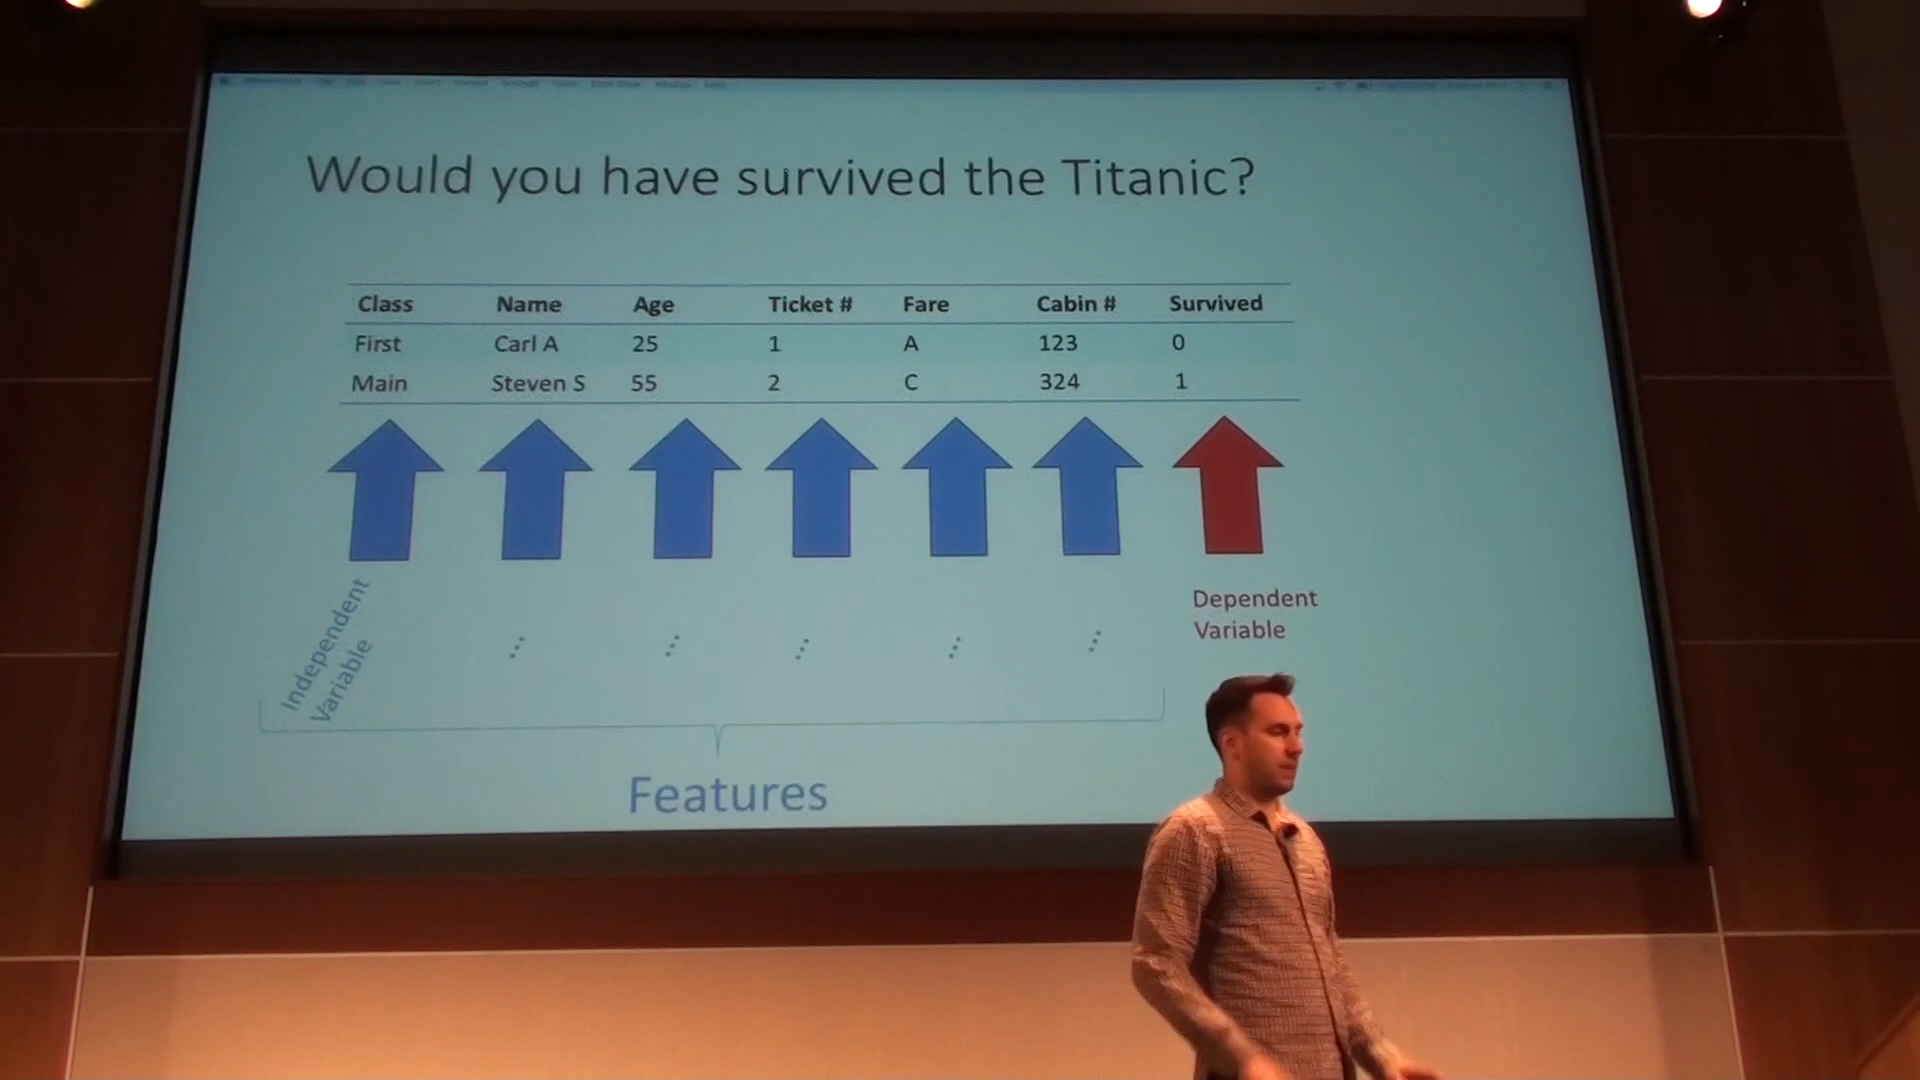 Would you have survived the Titanic?
Class Name Age Ticket # Fare Cabin # Survived
First Carl A 25 1 A 123 0
Main Steven S 55 2 C 324 1
Independent
Variable
Dependent
Variable
Features